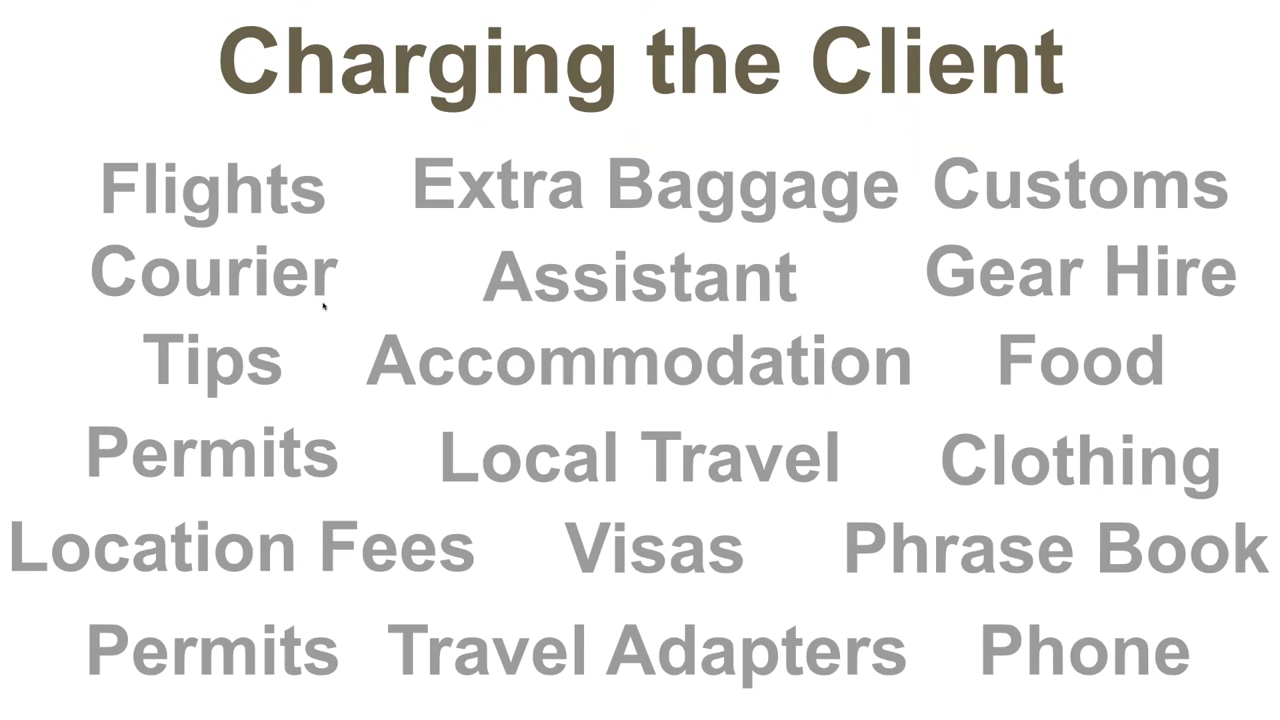 Charging the Client
Flights Extra Baggage Customs
Courier Assistant Gear Hire
Tips Accommodation Food
Permits Local Travel Clothing
Location Fees Visas Phrase Book
Permits Travel Adapters Phone